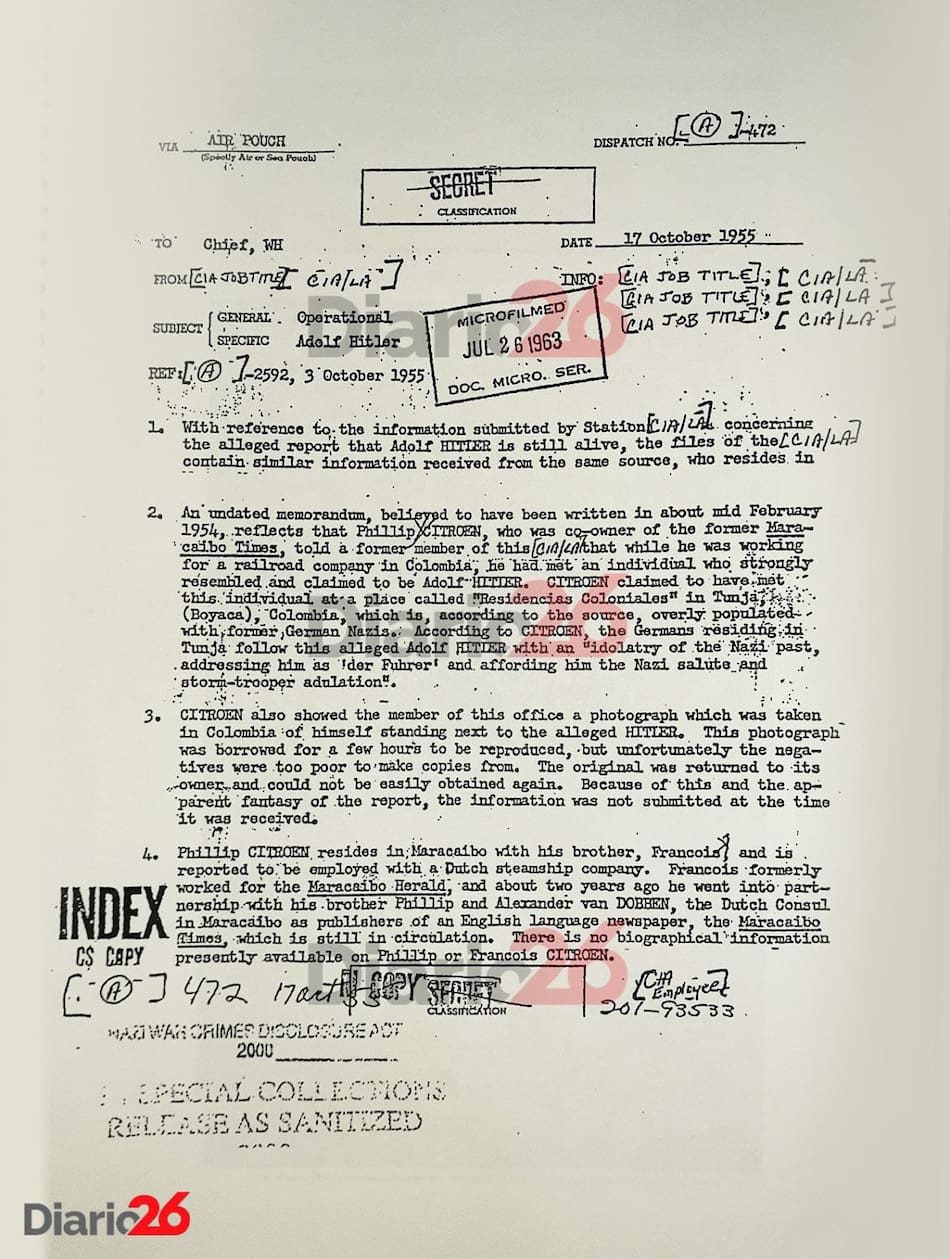 VIA AIR POUCH
(Specify Air or Sea Pouch)
DISPATCH NO. [(A)]-472
SECRET
CLASSIFICATION
TO Chief, WH
DATE 17 October 1955
FROM [CIA JOB TITLE] [CIA/LA]
INFO: [CIA JOB TITLE]; [CIA/LA
[CIA JOB TITLE]; [CIA/LA]
[CIA JOB TITLE]; [CIA/LA]
SUBJECT { GENERAL Operational
SPECIFIC Adolf Hitler
MICROFILMED
JUL 26 1963
DOC. MICRO. SER.
REF: [(A)]-2592, 3 October 1955
1. With reference to the information submitted by Station [CIA/LA] concerning
the alleged report that Adolf HITLER is still alive, the files of the [CIA/LA]
contain similar information received from the same source, who resides in
2. An undated memorandum, believed to have been written in about mid February
1954, reflects that Phillip CITROEN, who was co-owner of the former Mara-
caibo Times, told a former member of this [CIA/LA] that while he was working
for a railroad company in Colombia, he had met an individual who strongly
resembled and claimed to be Adolf HITLER. CITROEN claimed to have met
this individual at a place called "Residencias Coloniales" in Tunja,
(Boyaca), Colombia, which is, according to the source, overly populated
with former German Nazis. According to CITROEN, the Germans residing in
Tunja follow this alleged Adolf HITLER with an "idolatry of the Nazi past,
addressing him as 'der Fuhrer' and affording him the Nazi salute and
storm-trooper adulation".
3. CITROEN also showed the member of this office a photograph which was taken
in Colombia of himself standing next to the alleged HITLER. This photograph
was borrowed for a few hours to be reproduced, but unfortunately the nega-
tives were too poor to make copies from. The original was returned to its
owner and could not be easily obtained again. Because of this and the ap-
parent fantasy of the report, the information was not submitted at the time
it was received.
4. Phillip CITROEN resides in Maracaibo with his brother, Francois, and is
reported to be employed with a Dutch steamship company. Francois formerly
worked for the Maracaibo Herald, and about two years ago he went into part-
nership with his brother Phillip and Alexander van DOBBEN, the Dutch Consul
in Maracaibo as publishers of an English language newspaper, the Maracaibo
Times, which is still in circulation. There is no biographical information
presently available on Phillip or Francois CITROEN.
INDEX
CS COPY
[(A)] 472 17 Oct
COPY
SECRET
CLASSIFICATION
[CIA Employee]
201-93533
NAZI WAR CRIMES DISCLOSURE ACT
2000
SPECIAL COLLECTIONS
RELEASE AS SANITIZED
Diario26
Diario26
Diario26
Diario26